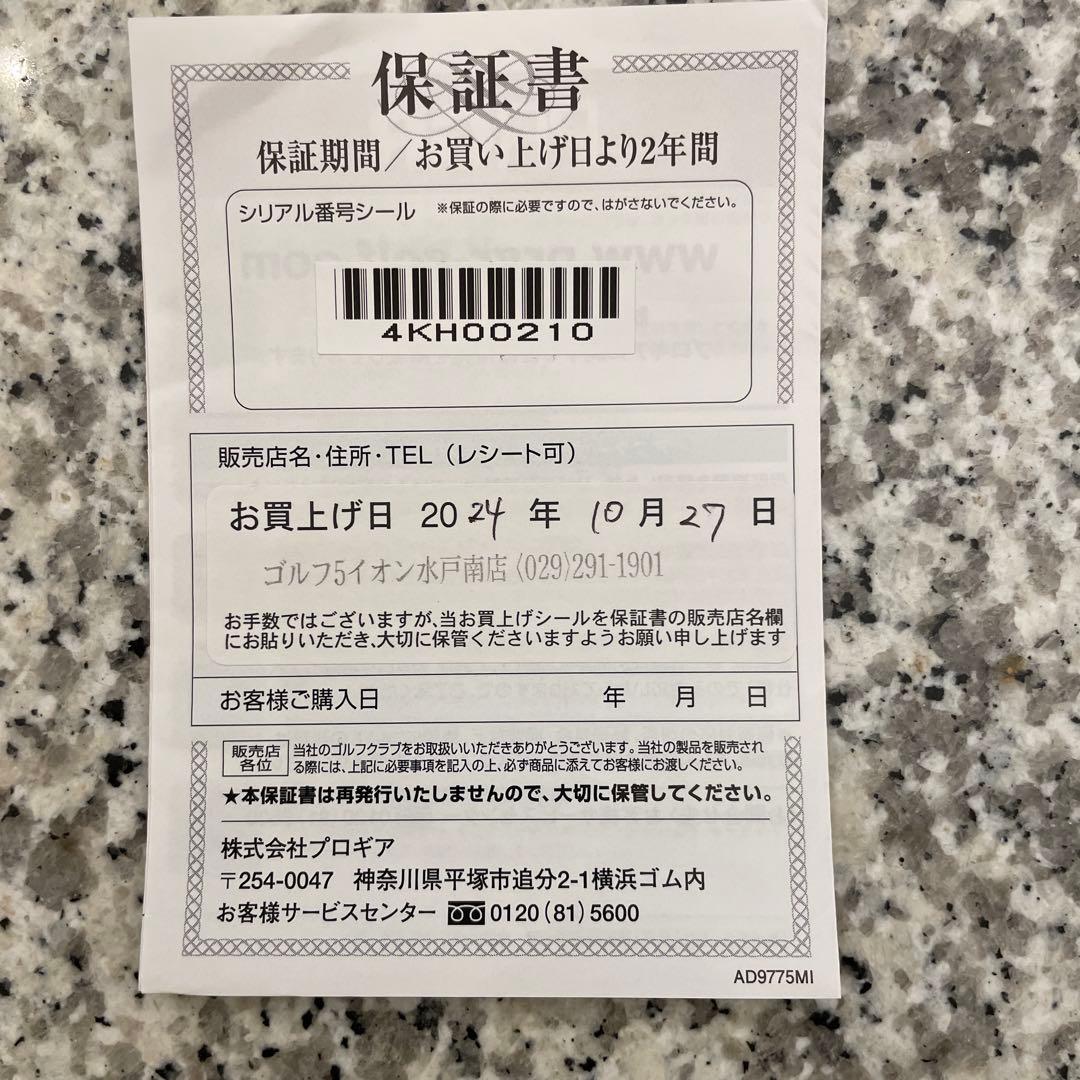 保証書
保証期間/お買い上げ日より2年間
シリアル番号シール ※保証の際に必要ですので、はがさないでください。
4KH00210
販売店名・住所・TEL(レシート可)
お買上げ日 2024年 10月27日
ゴルフ5イオン水戸南店〈029〉291-1901
お手数ではございますが、当お買上げシールを保証書の販売店名欄
にお貼りいただき、大切に保管くださいますようお願い申し上げます
お客様ご購入日 年 月 日
販売店各位 当社のゴルフクラブをお取扱いいただきありがとうございます。当社の製品を販売され
る際には、上記に必要事項を記入の上、必ず商品に添えてお客様にお渡しください。
★本保証書は再発行いたしませんので、大切に保管してください。
株式会社プロギア
〒254-0047 神奈川県平塚市追分2-1横浜ゴム内
お客様サービスセンター 0120(81)5600
AD9775MI